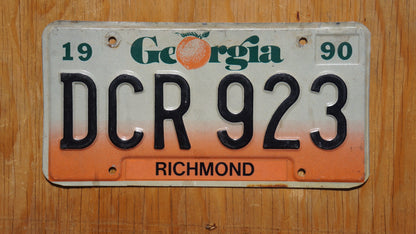 19 Georgia 90
DCR 923
RICHMOND